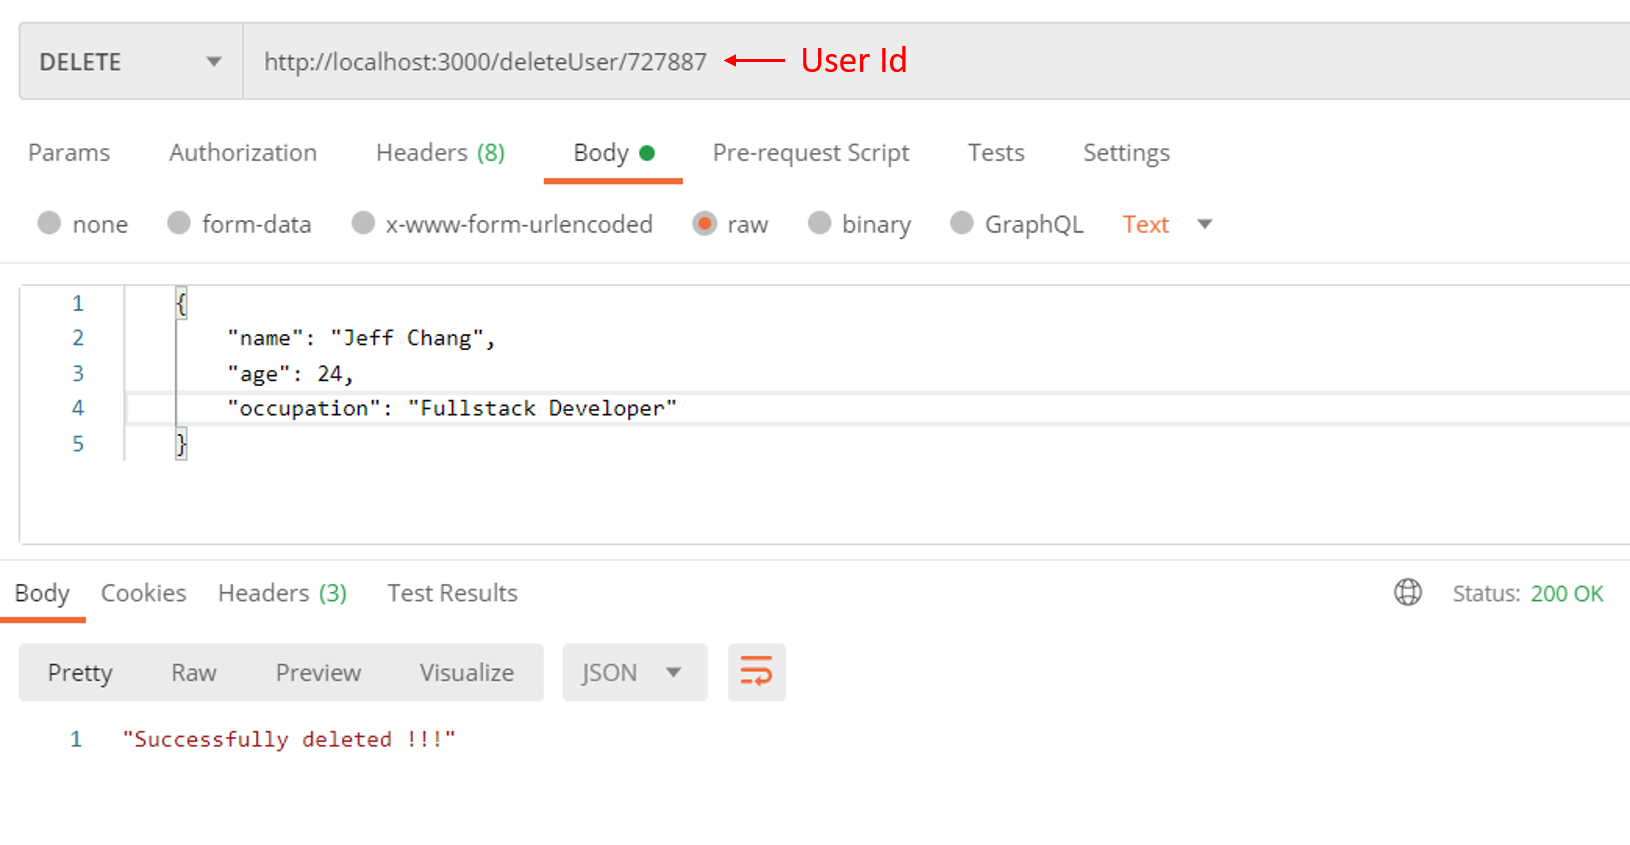 DELETE http://localhost:3000/deleteUser/727887 User Id
Params Authorization Headers (8) Body Pre-request Script Tests Settings
none form-data x-www-form-urlencoded raw binary GraphQL Text
1 {
2 "name": "Jeff Chang",
3 "age": 24,
4 "occupation": "Fullstack Developer"
5 }
Body Cookies Headers (3) Test Results Status: 200 OK
Pretty Raw Preview Visualize JSON
1 "Successfully deleted !!!"